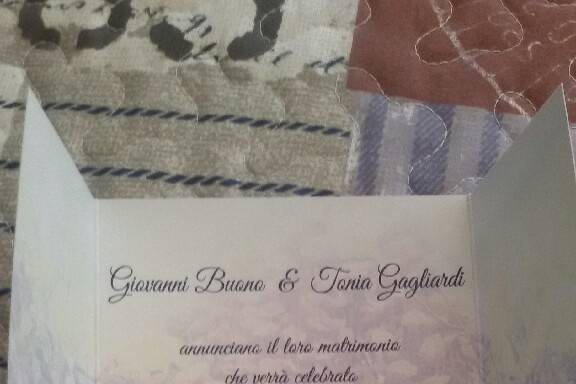 Giovanni Buono & Tonia Gagliardi
annunciano il loro matrimonio
che verrà celebrato